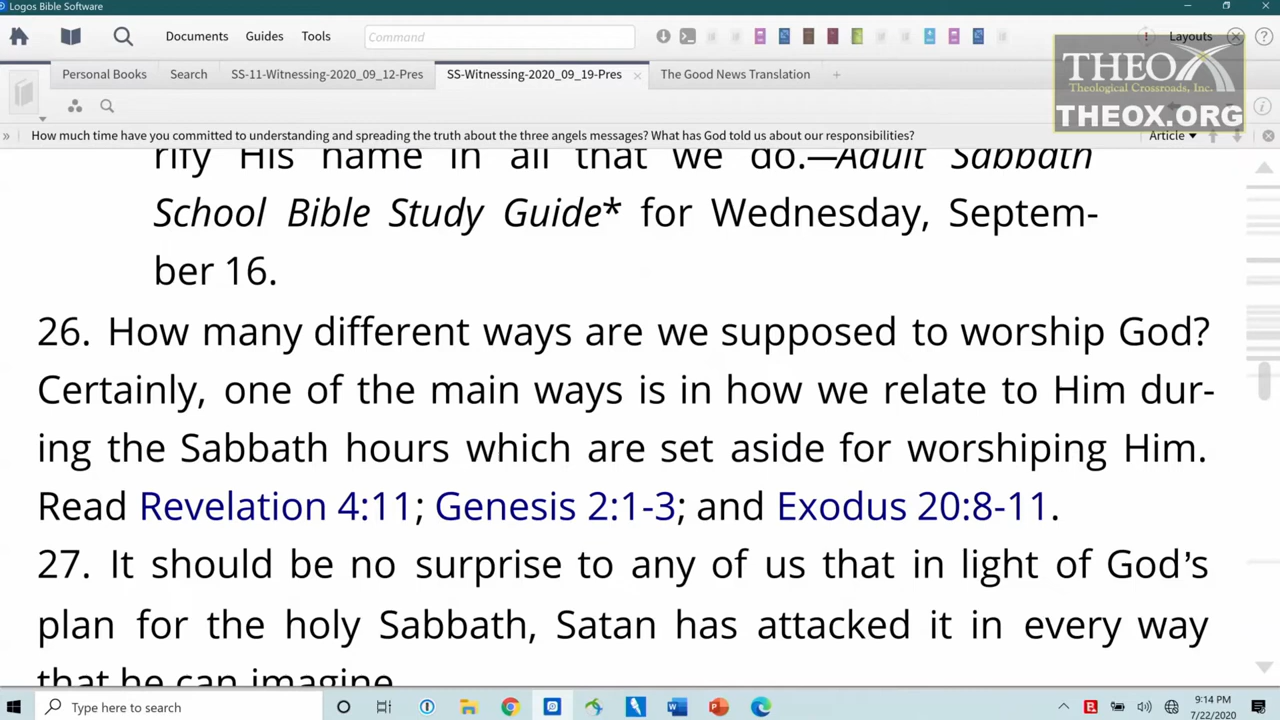 Logos Bible Software
Documents Guides Tools Command Layouts
Personal Books Search SS-11-Witnessing-2020_09_12-Pres SS-Witnessing-2020_09_19-Pres The Good News Translation
THEOX
Theological Crossroads, Inc.
THEOX.ORG
How much time have you committed to understanding and spreading the truth about the three angels messages? What has God told us about our responsibilities? Article
rify His name in all that we do.—Adult Sabbath
School Bible Study Guide* for Wednesday, Septem-
ber 16.
26. How many different ways are we supposed to worship God?
Certainly, one of the main ways is in how we relate to Him dur-
ing the Sabbath hours which are set aside for worshiping Him.
Read Revelation 4:11; Genesis 2:1-3; and Exodus 20:8-11.
27. It should be no surprise to any of us that in light of God’s
plan for the holy Sabbath, Satan has attacked it in every way
that he can imagine
Type here to search
9:14 PM
7/22/2020